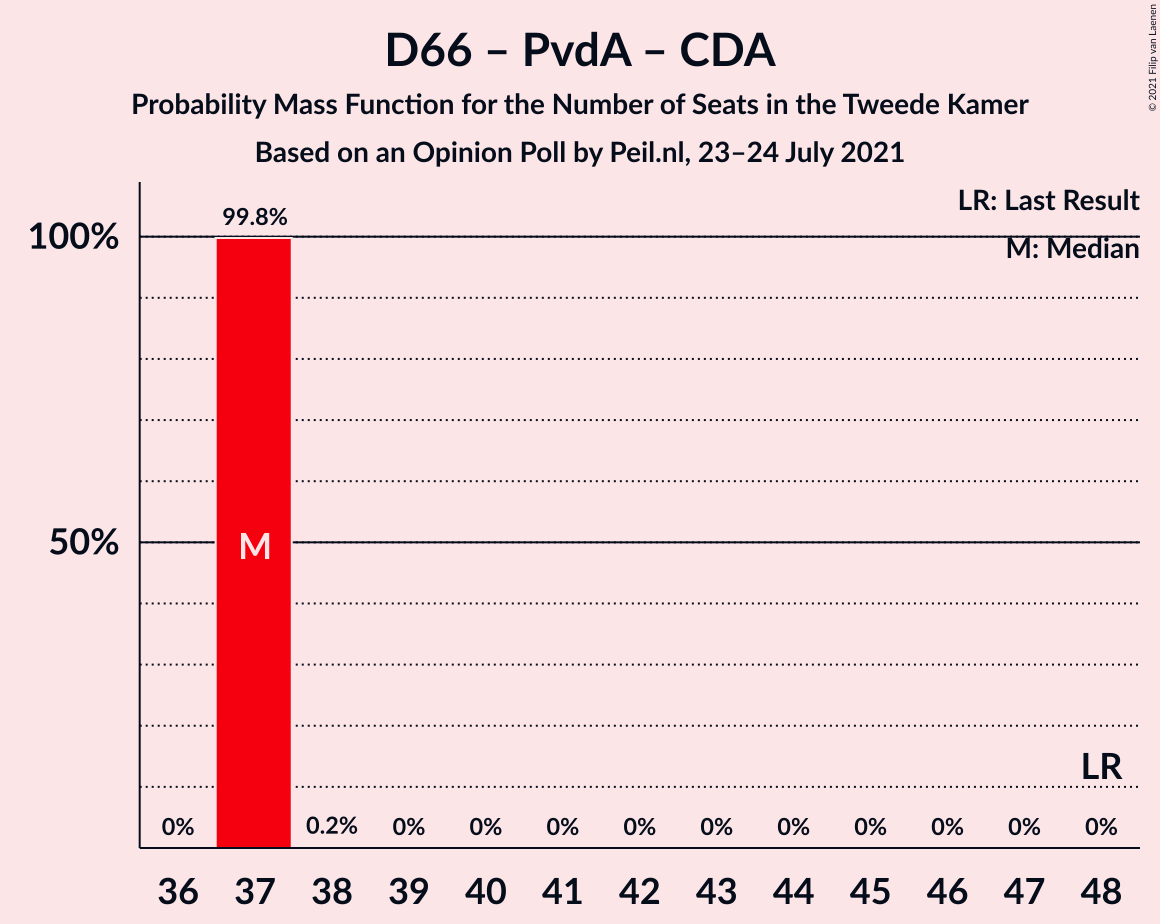 D66 – PvdA – CDA
Probability Mass Function for the Number of Seats in the Tweede Kamer
Based on an Opinion Poll by Peil.nl, 23–24 July 2021
© 2021 Filip van Laenen
LR: Last Result
M: Median
99.8%
100%
50%
M
LR
0% 0.2% 0% 0% 0% 0% 0% 0% 0% 0% 0% 0%
36 37 38 39 40 41 42 43 44 45 46 47 48